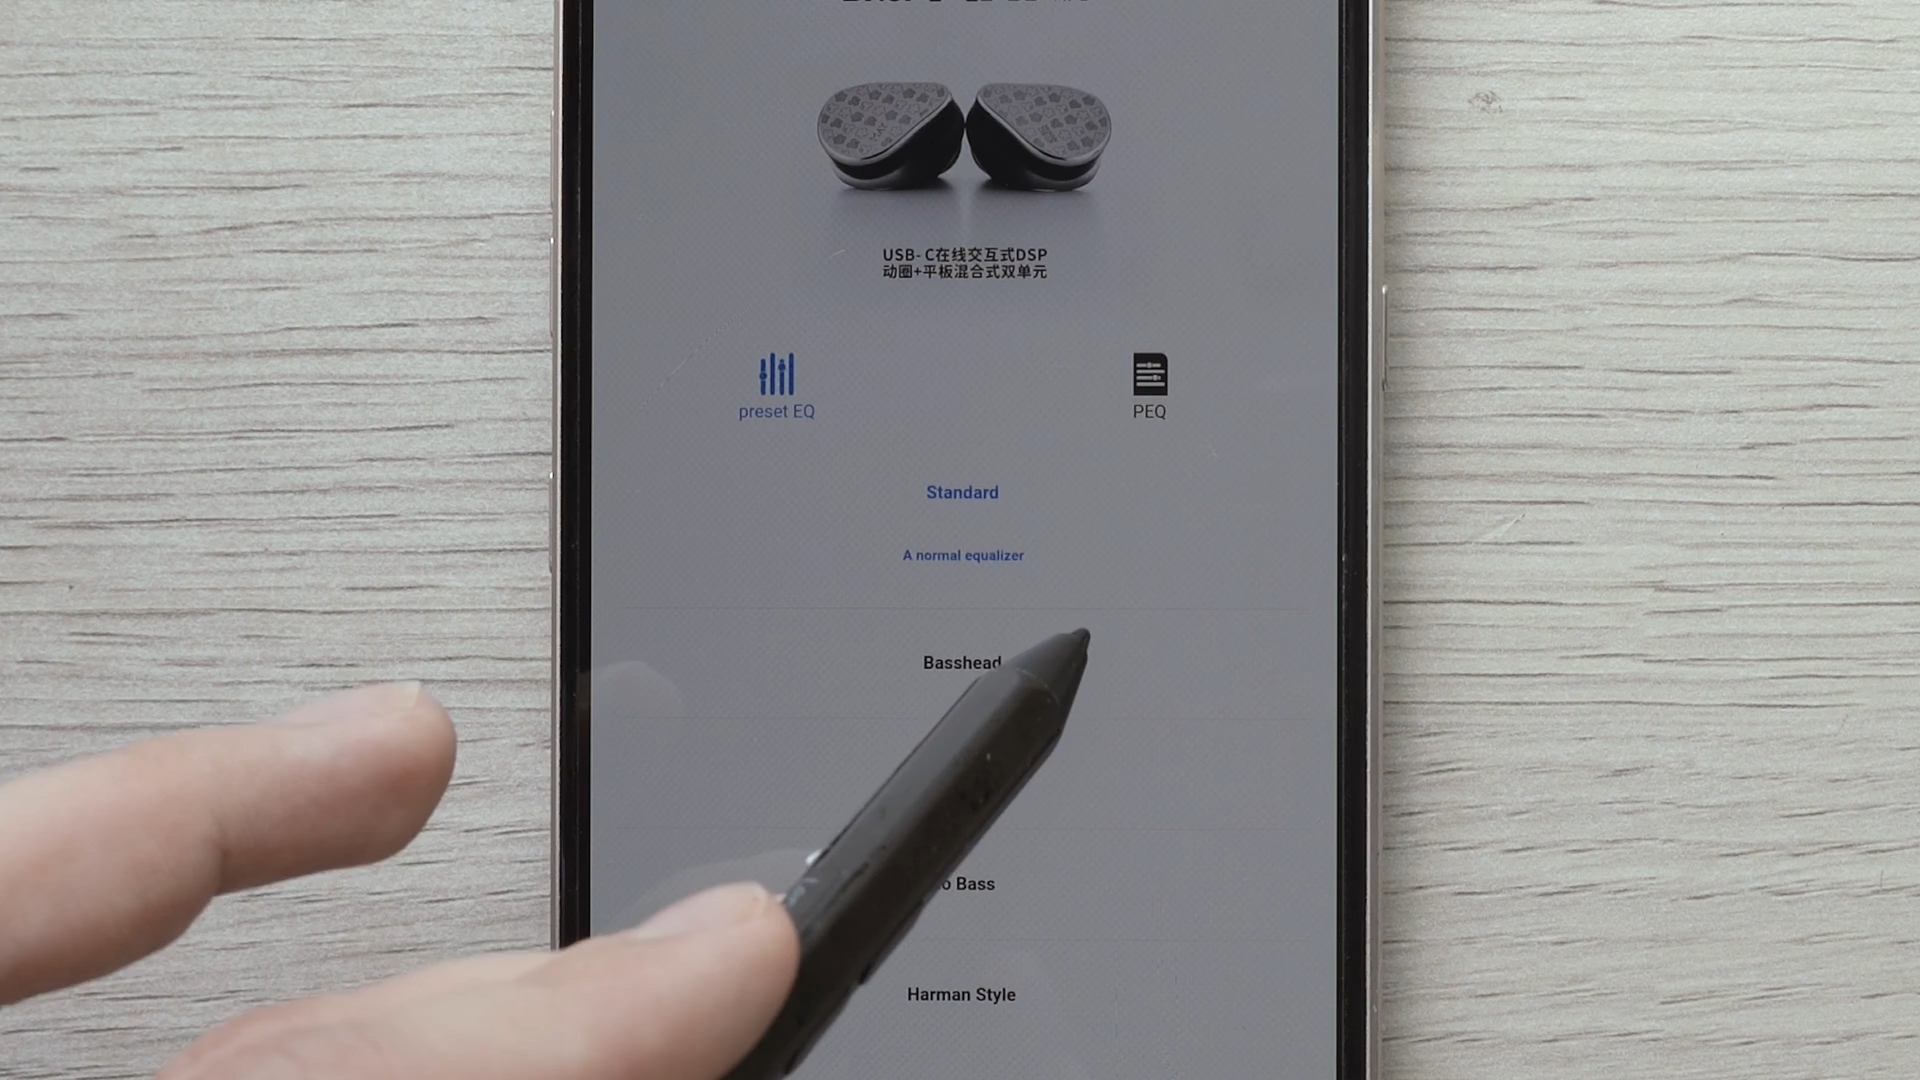 USB-C在线交互式DSP
动圈+平板混合式双单元
preset EQ
PEQ
Standard
A normal equalizer
Basshead
Bass
Harman Style